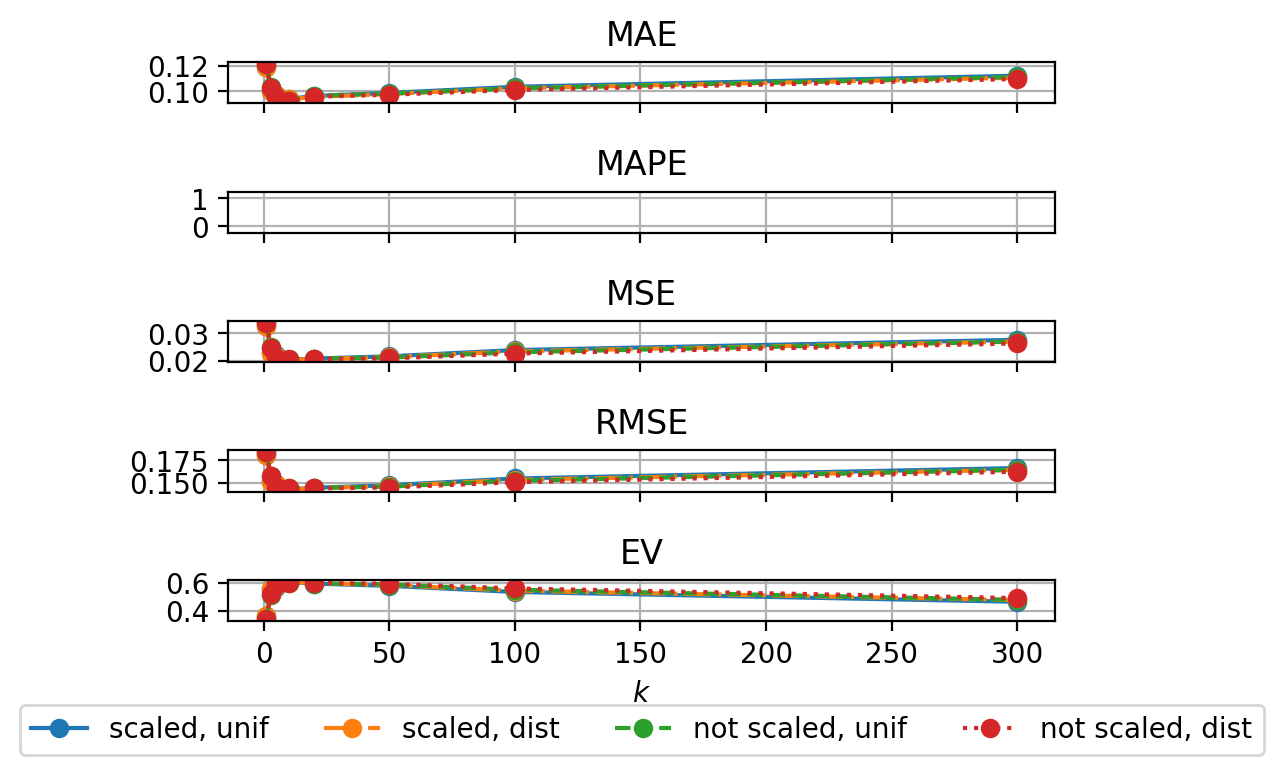 MAE
0.12
0.10
MAPE
1
0
MSE
0.03
0.02
RMSE
0.175
0.150
EV
0.6
0.4
0 50 100 150 200 250 300
k
scaled, unif scaled, dist not scaled, unif not scaled, dist